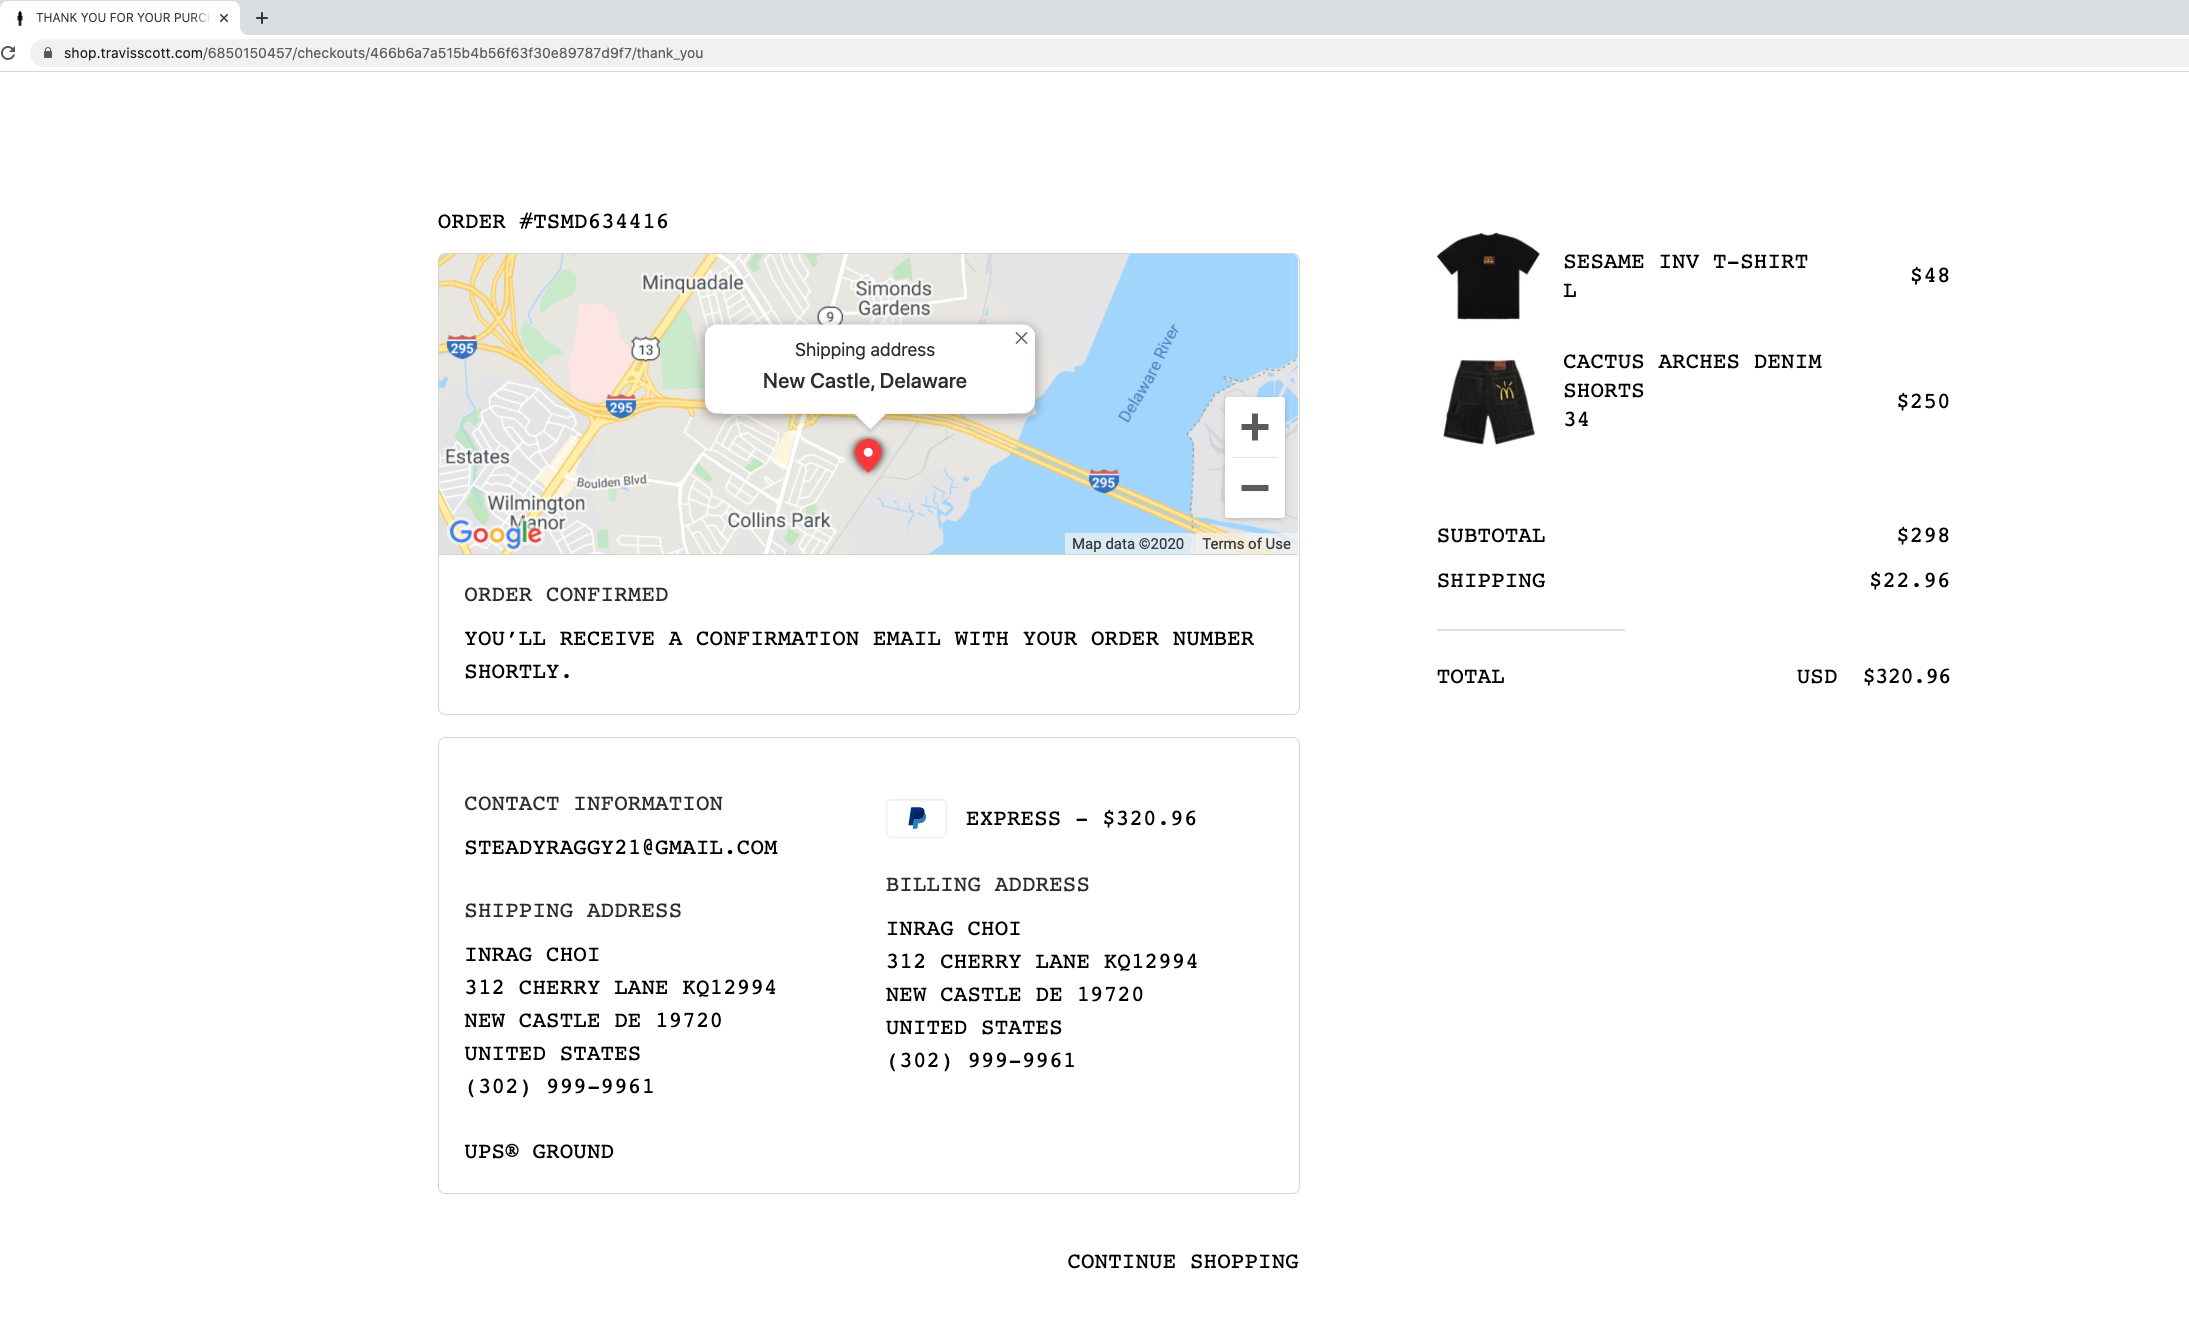 THANK YOU FOR YOUR PURC
shop.travisscott.com/6850150457/checkouts/466b6a7a515b4b56f63f30e89787d9f7/thank_you
ORDER #TSMD634416
Minquadale
Simonds
Gardens
9
13
295
295
295
Shipping address
New Castle, Delaware
Delaware River
Estates
Boulden Blvd
Wilmington
Manor
Collins Park
Google
Map data ©2020
Terms of Use
ORDER CONFIRMED
YOU’LL RECEIVE A CONFIRMATION EMAIL WITH YOUR ORDER NUMBER
SHORTLY.
CONTACT INFORMATION
STEADYRAGGY21@GMAIL.COM
SHIPPING ADDRESS
INRAG CHOI
312 CHERRY LANE KQ12994
NEW CASTLE DE 19720
UNITED STATES
(302) 999-9961
UPS® GROUND
EXPRESS - $320.96
BILLING ADDRESS
INRAG CHOI
312 CHERRY LANE KQ12994
NEW CASTLE DE 19720
UNITED STATES
(302) 999-9961
CONTINUE SHOPPING
SESAME INV T-SHIRT
L
$48
CACTUS ARCHES DENIM
SHORTS
34
$250
SUBTOTAL $298
SHIPPING $22.96
TOTAL USD $320.96